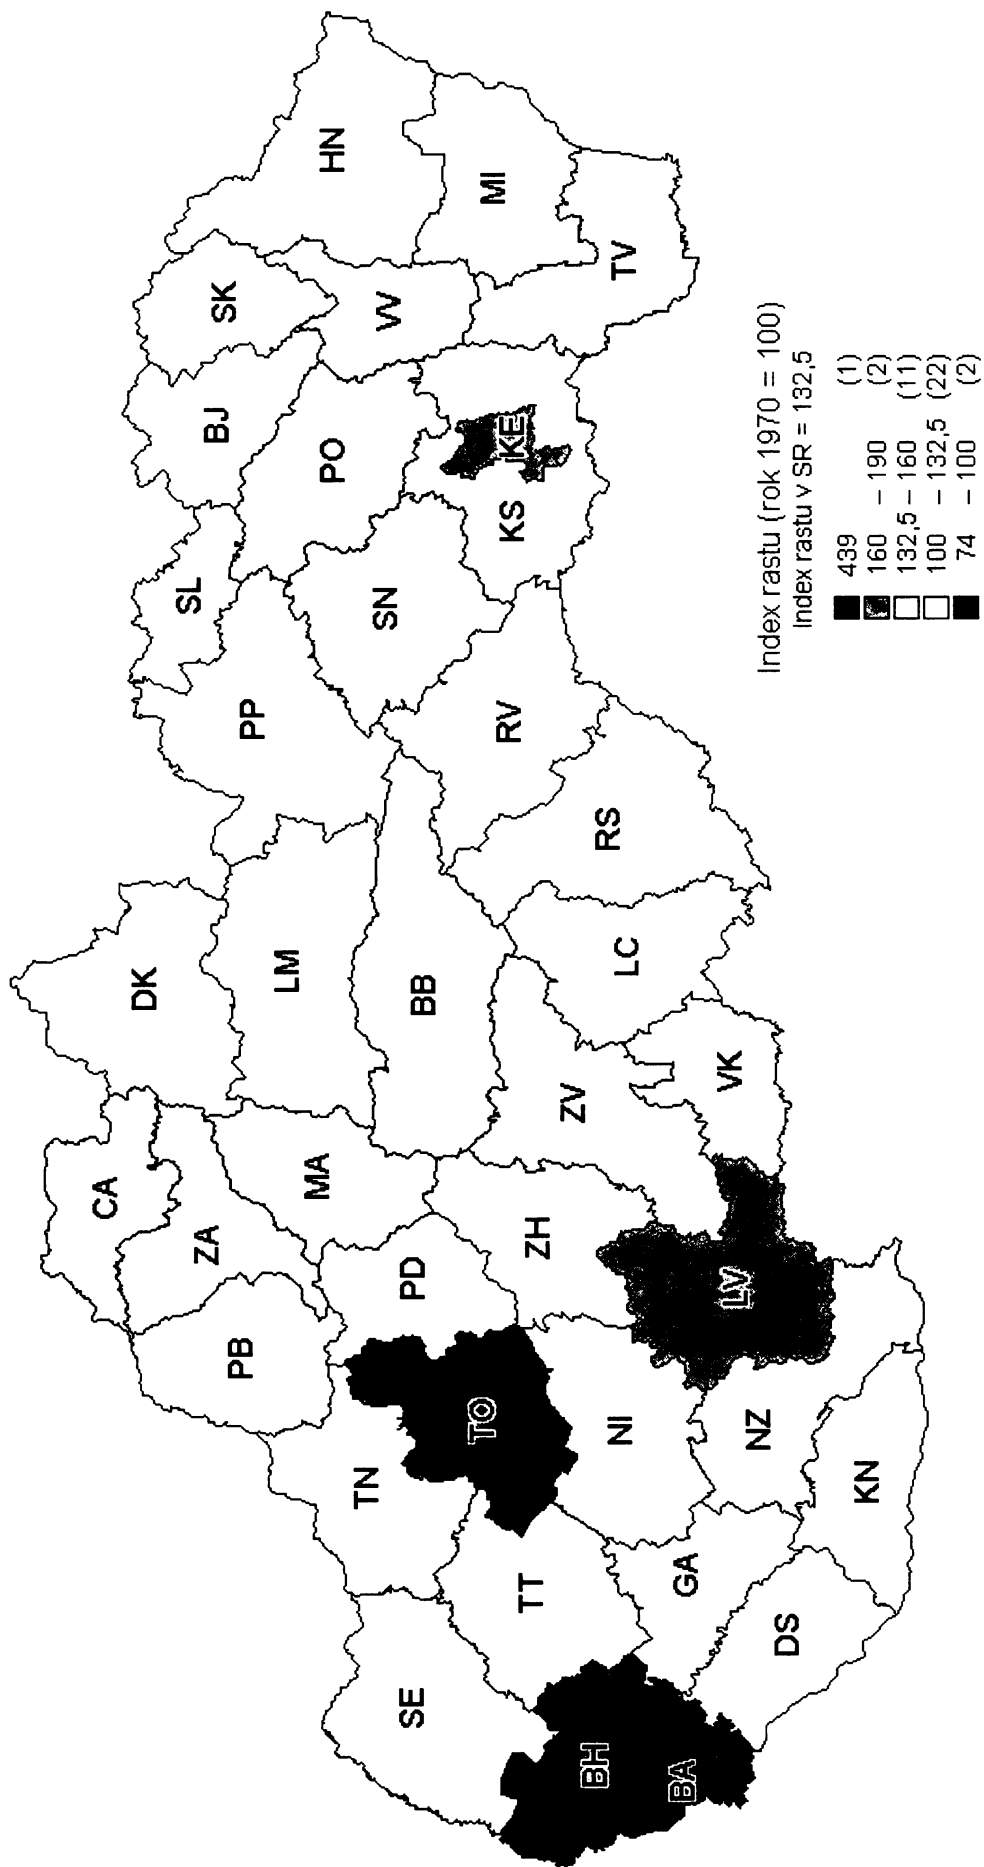 HN
MI
TV
SK
VV
BJ
PO
KE
KS
SL
SN
PP
RV
RS
DK
LM
BB
LC
CA
ZA
MA
ZV
VK
ZH
PD
LV
PB
TO
TN
NI
NZ
KN
SE
TT
GA
DS
BH
BA
Index rastu (rok 1970 = 100)
Index rastu v SR = 132,5
439 (1)
160 – 190 (2)
132,5 – 160 (11)
100 – 132,5 (22)
74 – 100 (2)